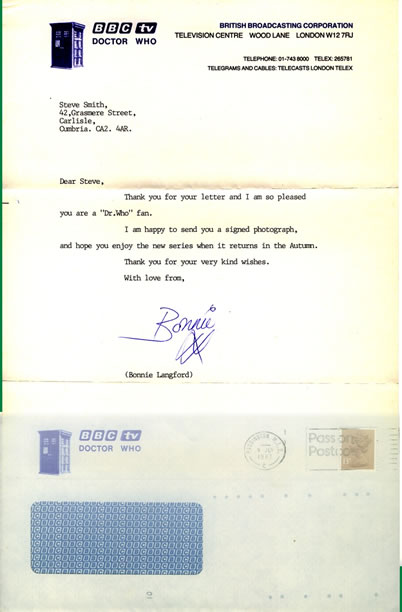 BBC tv
DOCTOR WHO
BRITISH BROADCASTING CORPORATION
TELEVISION CENTRE WOOD LANE LONDON W12 7RJ
TELEPHONE: 01-743 8000 TELEX: 265781
TELEGRAMS AND CABLES: TELECASTS LONDON TELEX
Steve Smith,
42,Grasmere Street,
Carlisle,
Cumbria. CA2. 4AR.
Dear Steve,
Thank you for your letter and I am so pleased
you are a "Dr.Who" fan.
I am happy to send you a signed photograph,
and hope you enjoy the new series when it returns in the Autumn.
Thank you for your very kind wishes.
With love from,
Bonnie
(Bonnie Langford)
BBC tv
DOCTOR WHO
Pass on